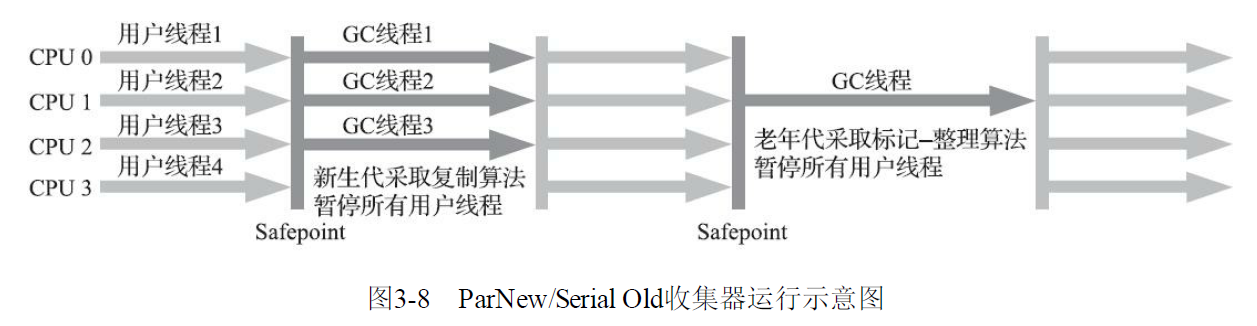 用户线程1 GC线程1
CPU 0
用户线程2 GC线程2 GC线程
CPU 1
用户线程3 GC线程3
CPU 2
老年代采取标记–整理算法
用户线程4
暂停所有用户线程
CPU 3
新生代采取复制算法
暂停所有用户线程
Safepoint Safepoint
图3-8 ParNew/Serial Old收集器运行示意图